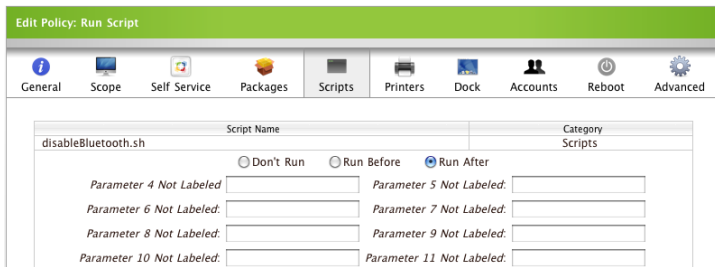 Edit Policy: Run Script
General Scope Self Service Packages Scripts Printers Dock Accounts Reboot Advanced
Script Name Category
disableBluetooth.sh Scripts
Don't Run Run Before Run After
Parameter 4 Not Labeled Parameter 5 Not Labeled:
Parameter 6 Not Labeled: Parameter 7 Not Labeled:
Parameter 8 Not Labeled: Parameter 9 Not Labeled:
Parameter 10 Not Labeled: Parameter 11 Not Labeled: